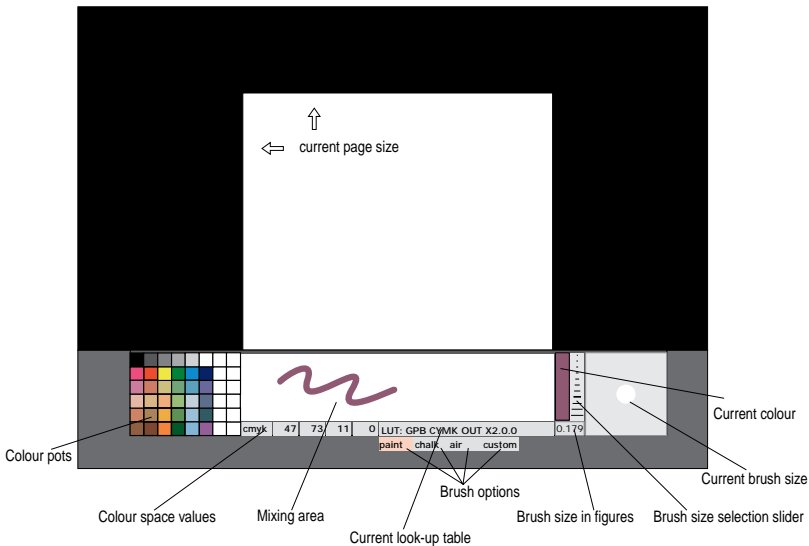 current page size
cmyk 47 73 11 0 LUT: GPB CYMK OUT X2.0.0 0.179
paint chalk air custom
Current colour
Colour pots
Current brush size
Brush options
Colour space values
Mixing area
Brush size in figures
Brush size selection slider
Current look-up table